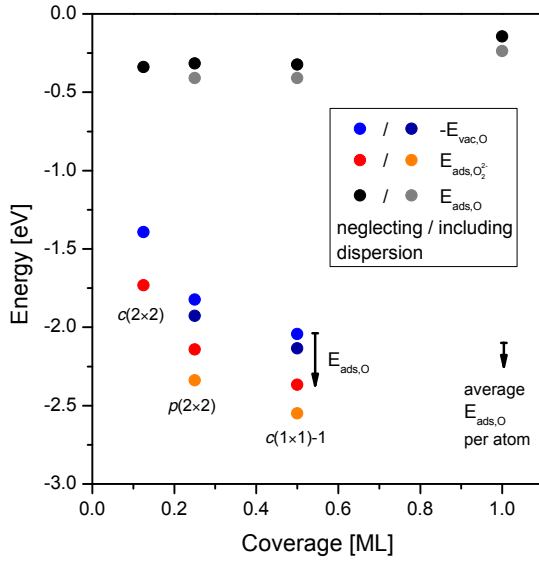 0.0
-0.5
-1.0
-1.5
-2.0
-2.5
-3.0
Energy [eV]
/ -E_vac,O
/ E_ads,O₂²⁻
/ E_ads,O
neglecting / including
dispersion
c(2×2)
p(2×2)
c(1×1)-1
E_ads,O
average
E_ads,O
per atom
0.0 0.2 0.4 0.6 0.8 1.0
Coverage [ML]